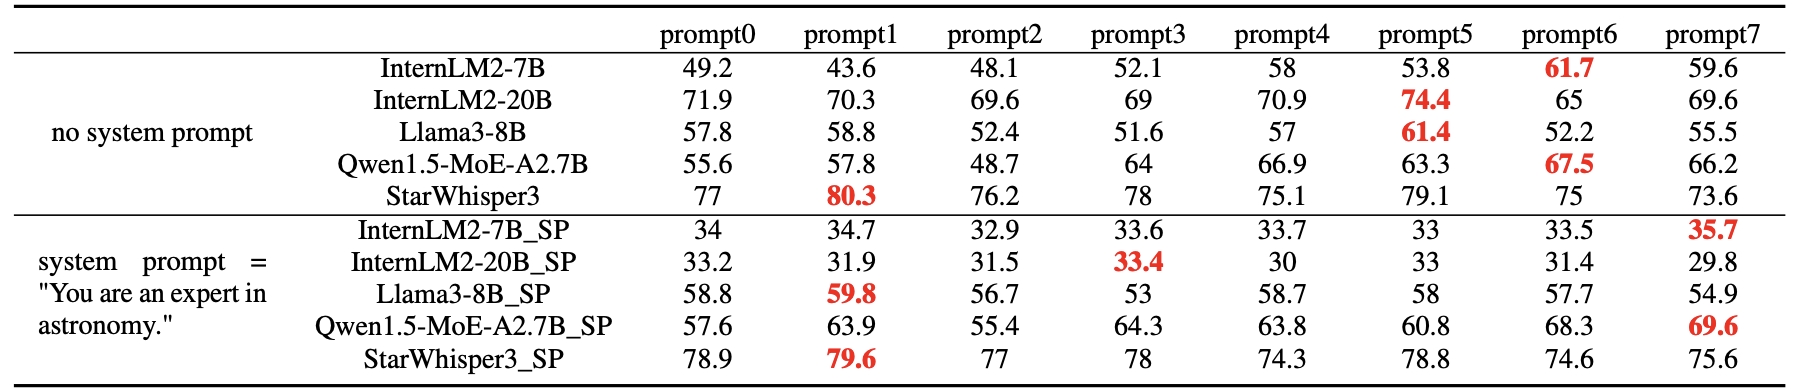 prompt0 prompt1 prompt2 prompt3 prompt4 prompt5 prompt6 prompt7
InternLM2-7B 49.2 43.6 48.1 52.1 58 53.8 61.7 59.6
InternLM2-20B 71.9 70.3 69.6 69 70.9 74.4 65 69.6
no system prompt Llama3-8B 57.8 58.8 52.4 51.6 57 61.4 52.2 55.5
Qwen1.5-MoE-A2.7B 55.6 57.8 48.7 64 66.9 63.3 67.5 66.2
StarWhisper3 77 80.3 76.2 78 75.1 79.1 75 73.6
InternLM2-7B_SP 34 34.7 32.9 33.6 33.7 33 33.5 35.7
system prompt = InternLM2-20B_SP 33.2 31.9 31.5 33.4 30 33 31.4 29.8
"You are an expert in Llama3-8B_SP 58.8 59.8 56.7 53 58.7 58 57.7 54.9
astronomy." Qwen1.5-MoE-A2.7B_SP 57.6 63.9 55.4 64.3 63.8 60.8 68.3 69.6
StarWhisper3_SP 78.9 79.6 77 78 74.3 78.8 74.6 75.6